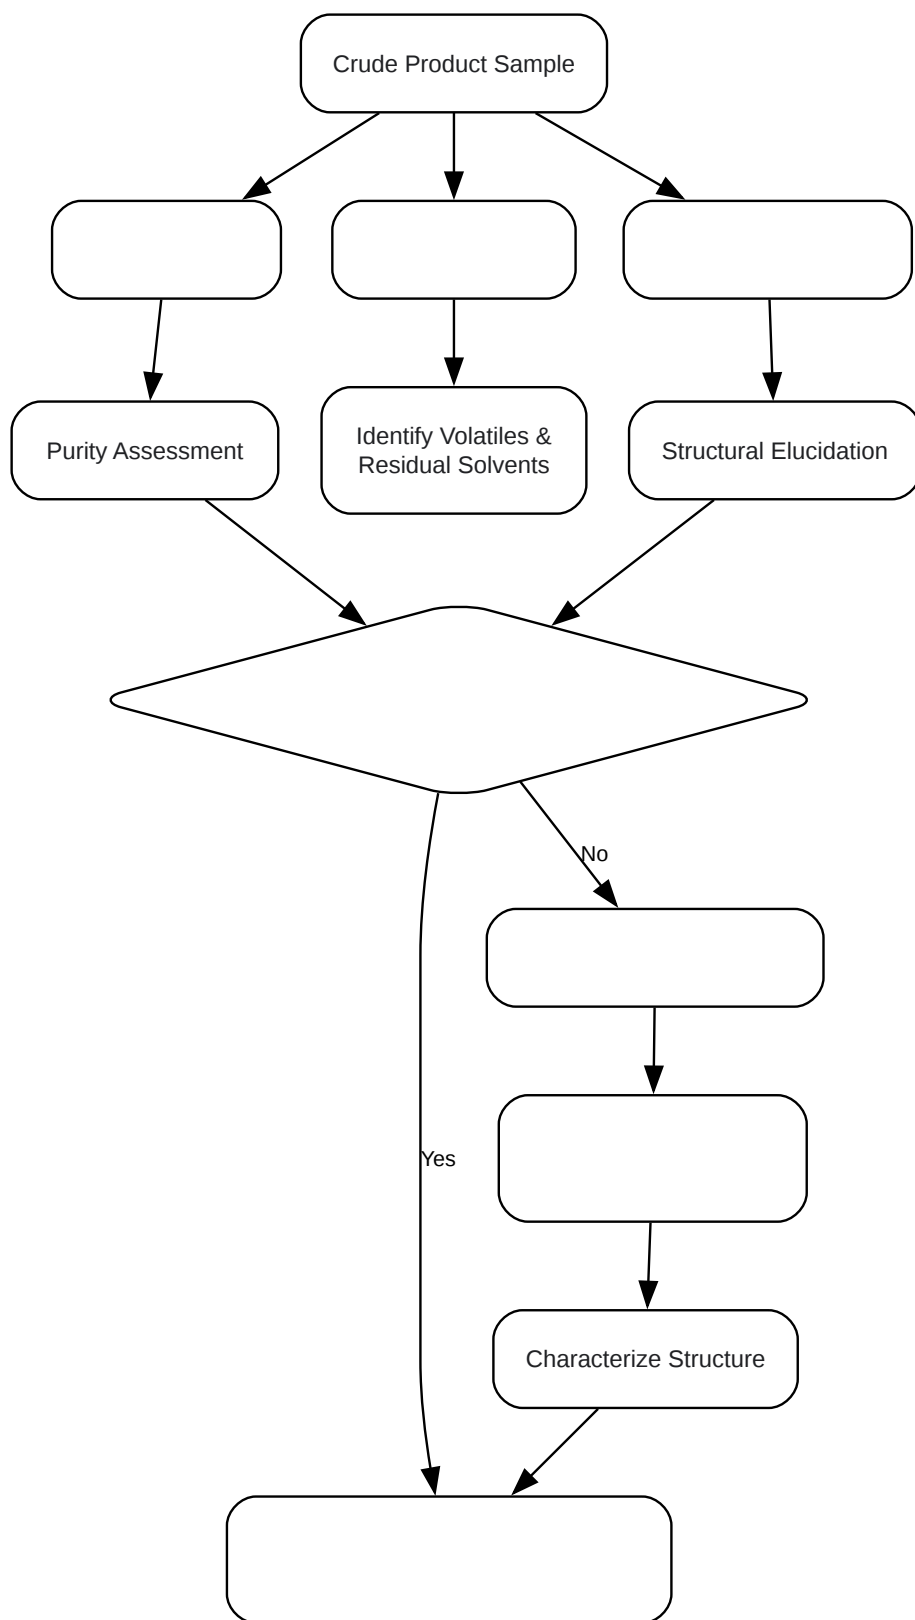 Crude Product Sample
Purity Assessment
Identify Volatiles &
Residual Solvents
Structural Elucidation
No
Yes
Characterize Structure